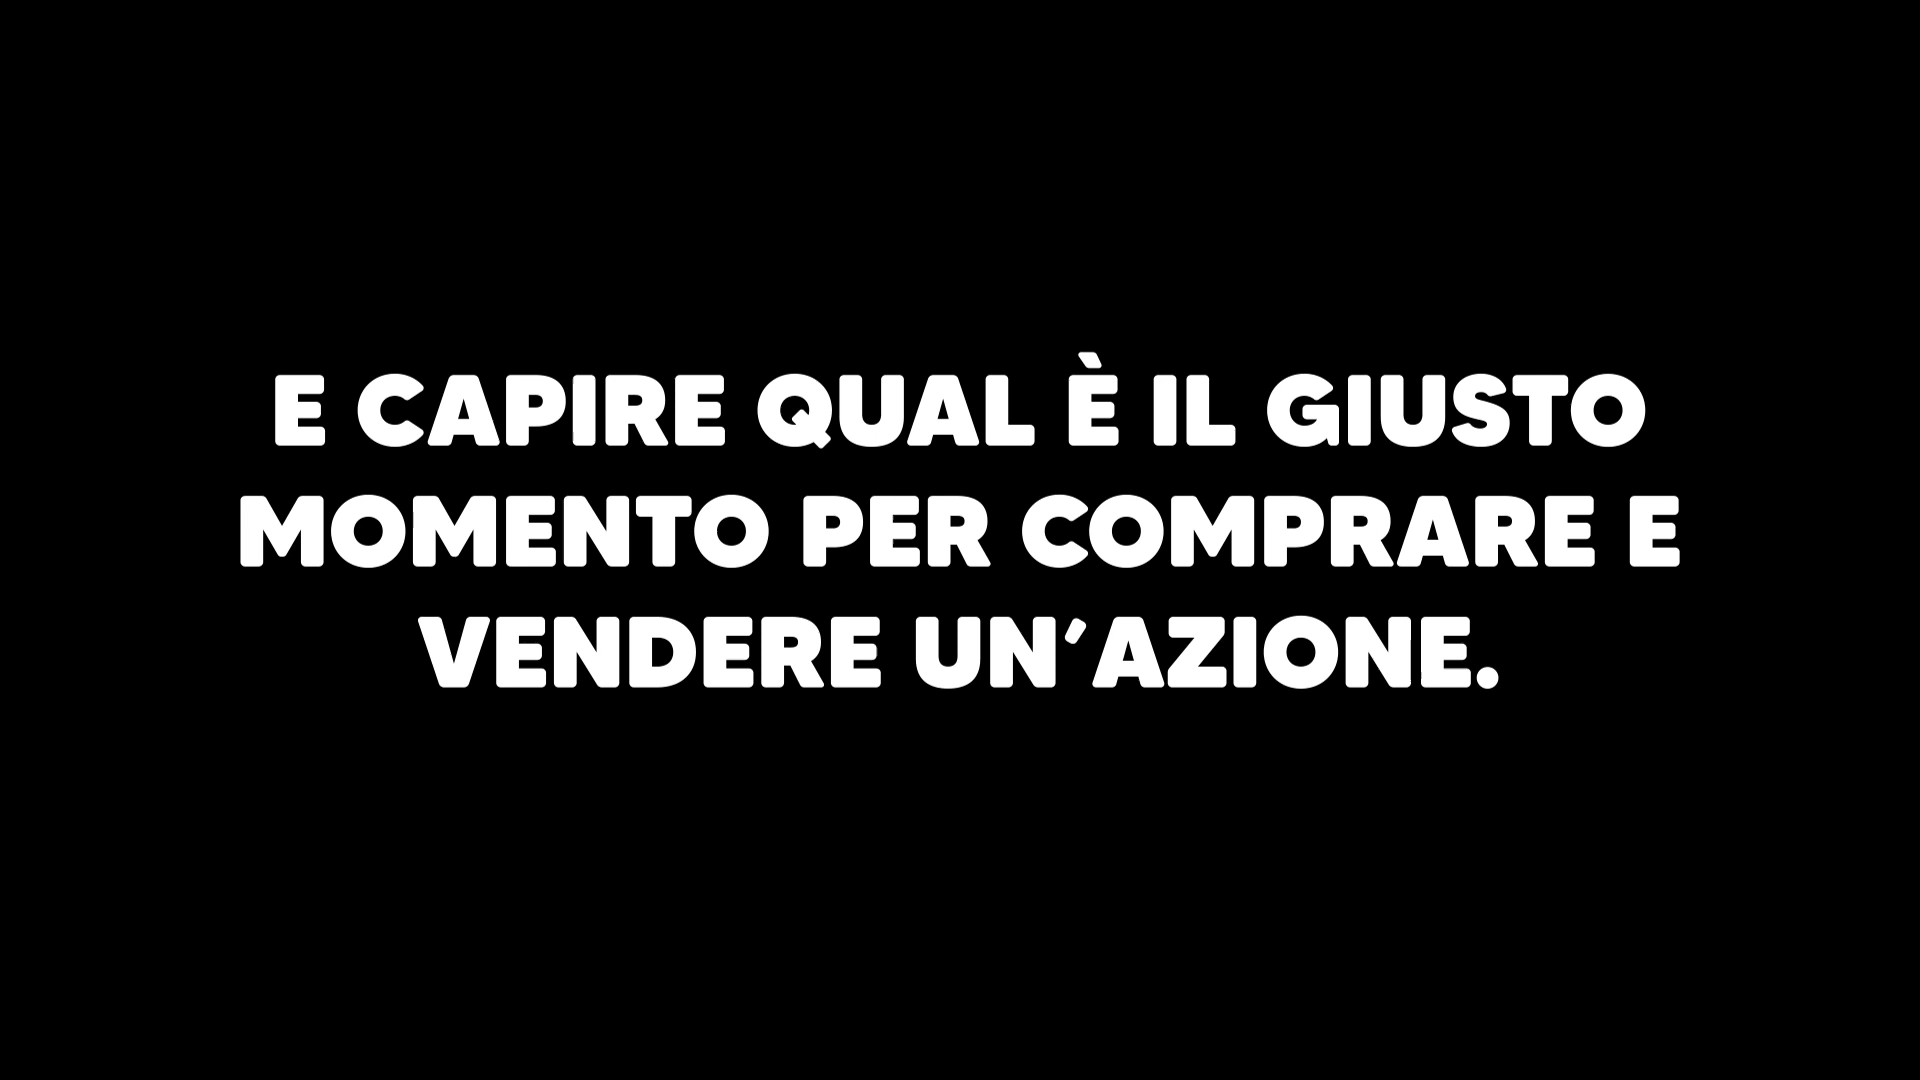 E CAPIRE QUAL È IL GIUSTO
MOMENTO PER COMPRARE E
VENDERE UN’AZIONE.